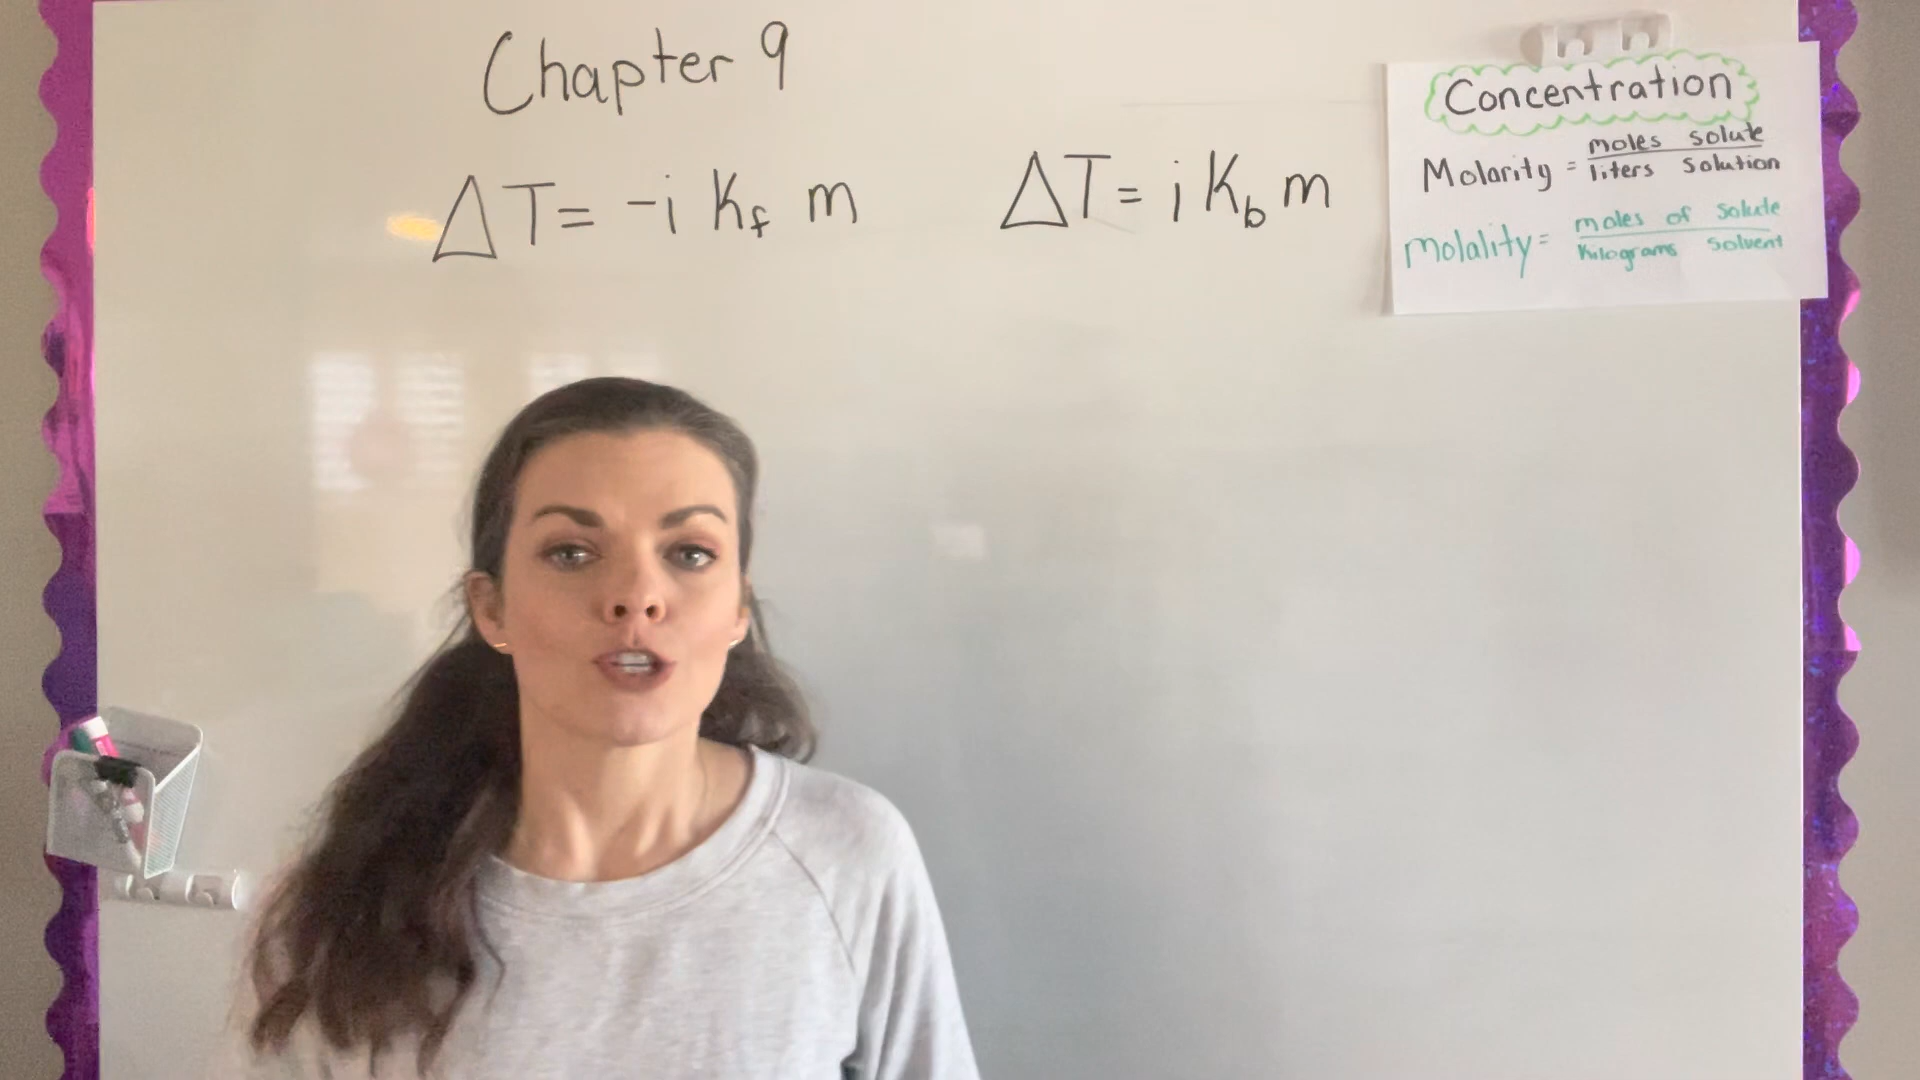 Chapter 9
ΔT= -i Kf m
ΔT= i Kb m
Concentration
Molarity = moles solute / liters solution
Molality = moles of solute / kilograms solvent